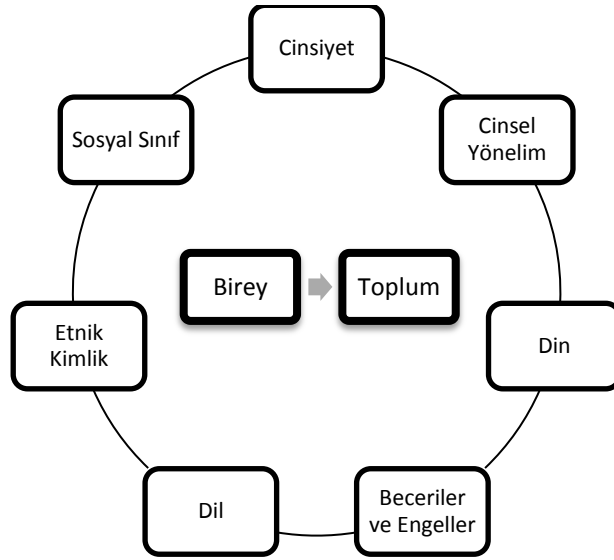 Cinsiyet
Cinsel
Yönelim
Din
Beceriler
ve Engeller
Dil
Etnik
Kimlik
Sosyal Sınıf
Birey
Toplum